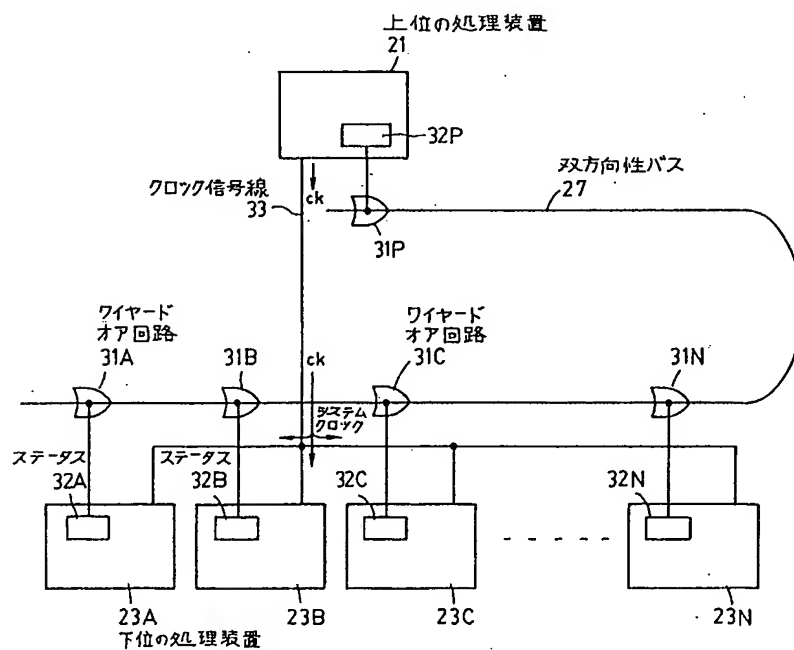 上位の処理装置
21
32P
クロック信号線
33
ck
双方向性バス
27
31P
ワイヤード
オア回路
31A
31B
ck
ワイヤード
オア回路
31C
31N
システム
クロック
ステータス
32A
ステータス
32B
32C
32N
23A
23B
23C
23N
下位の処理装置